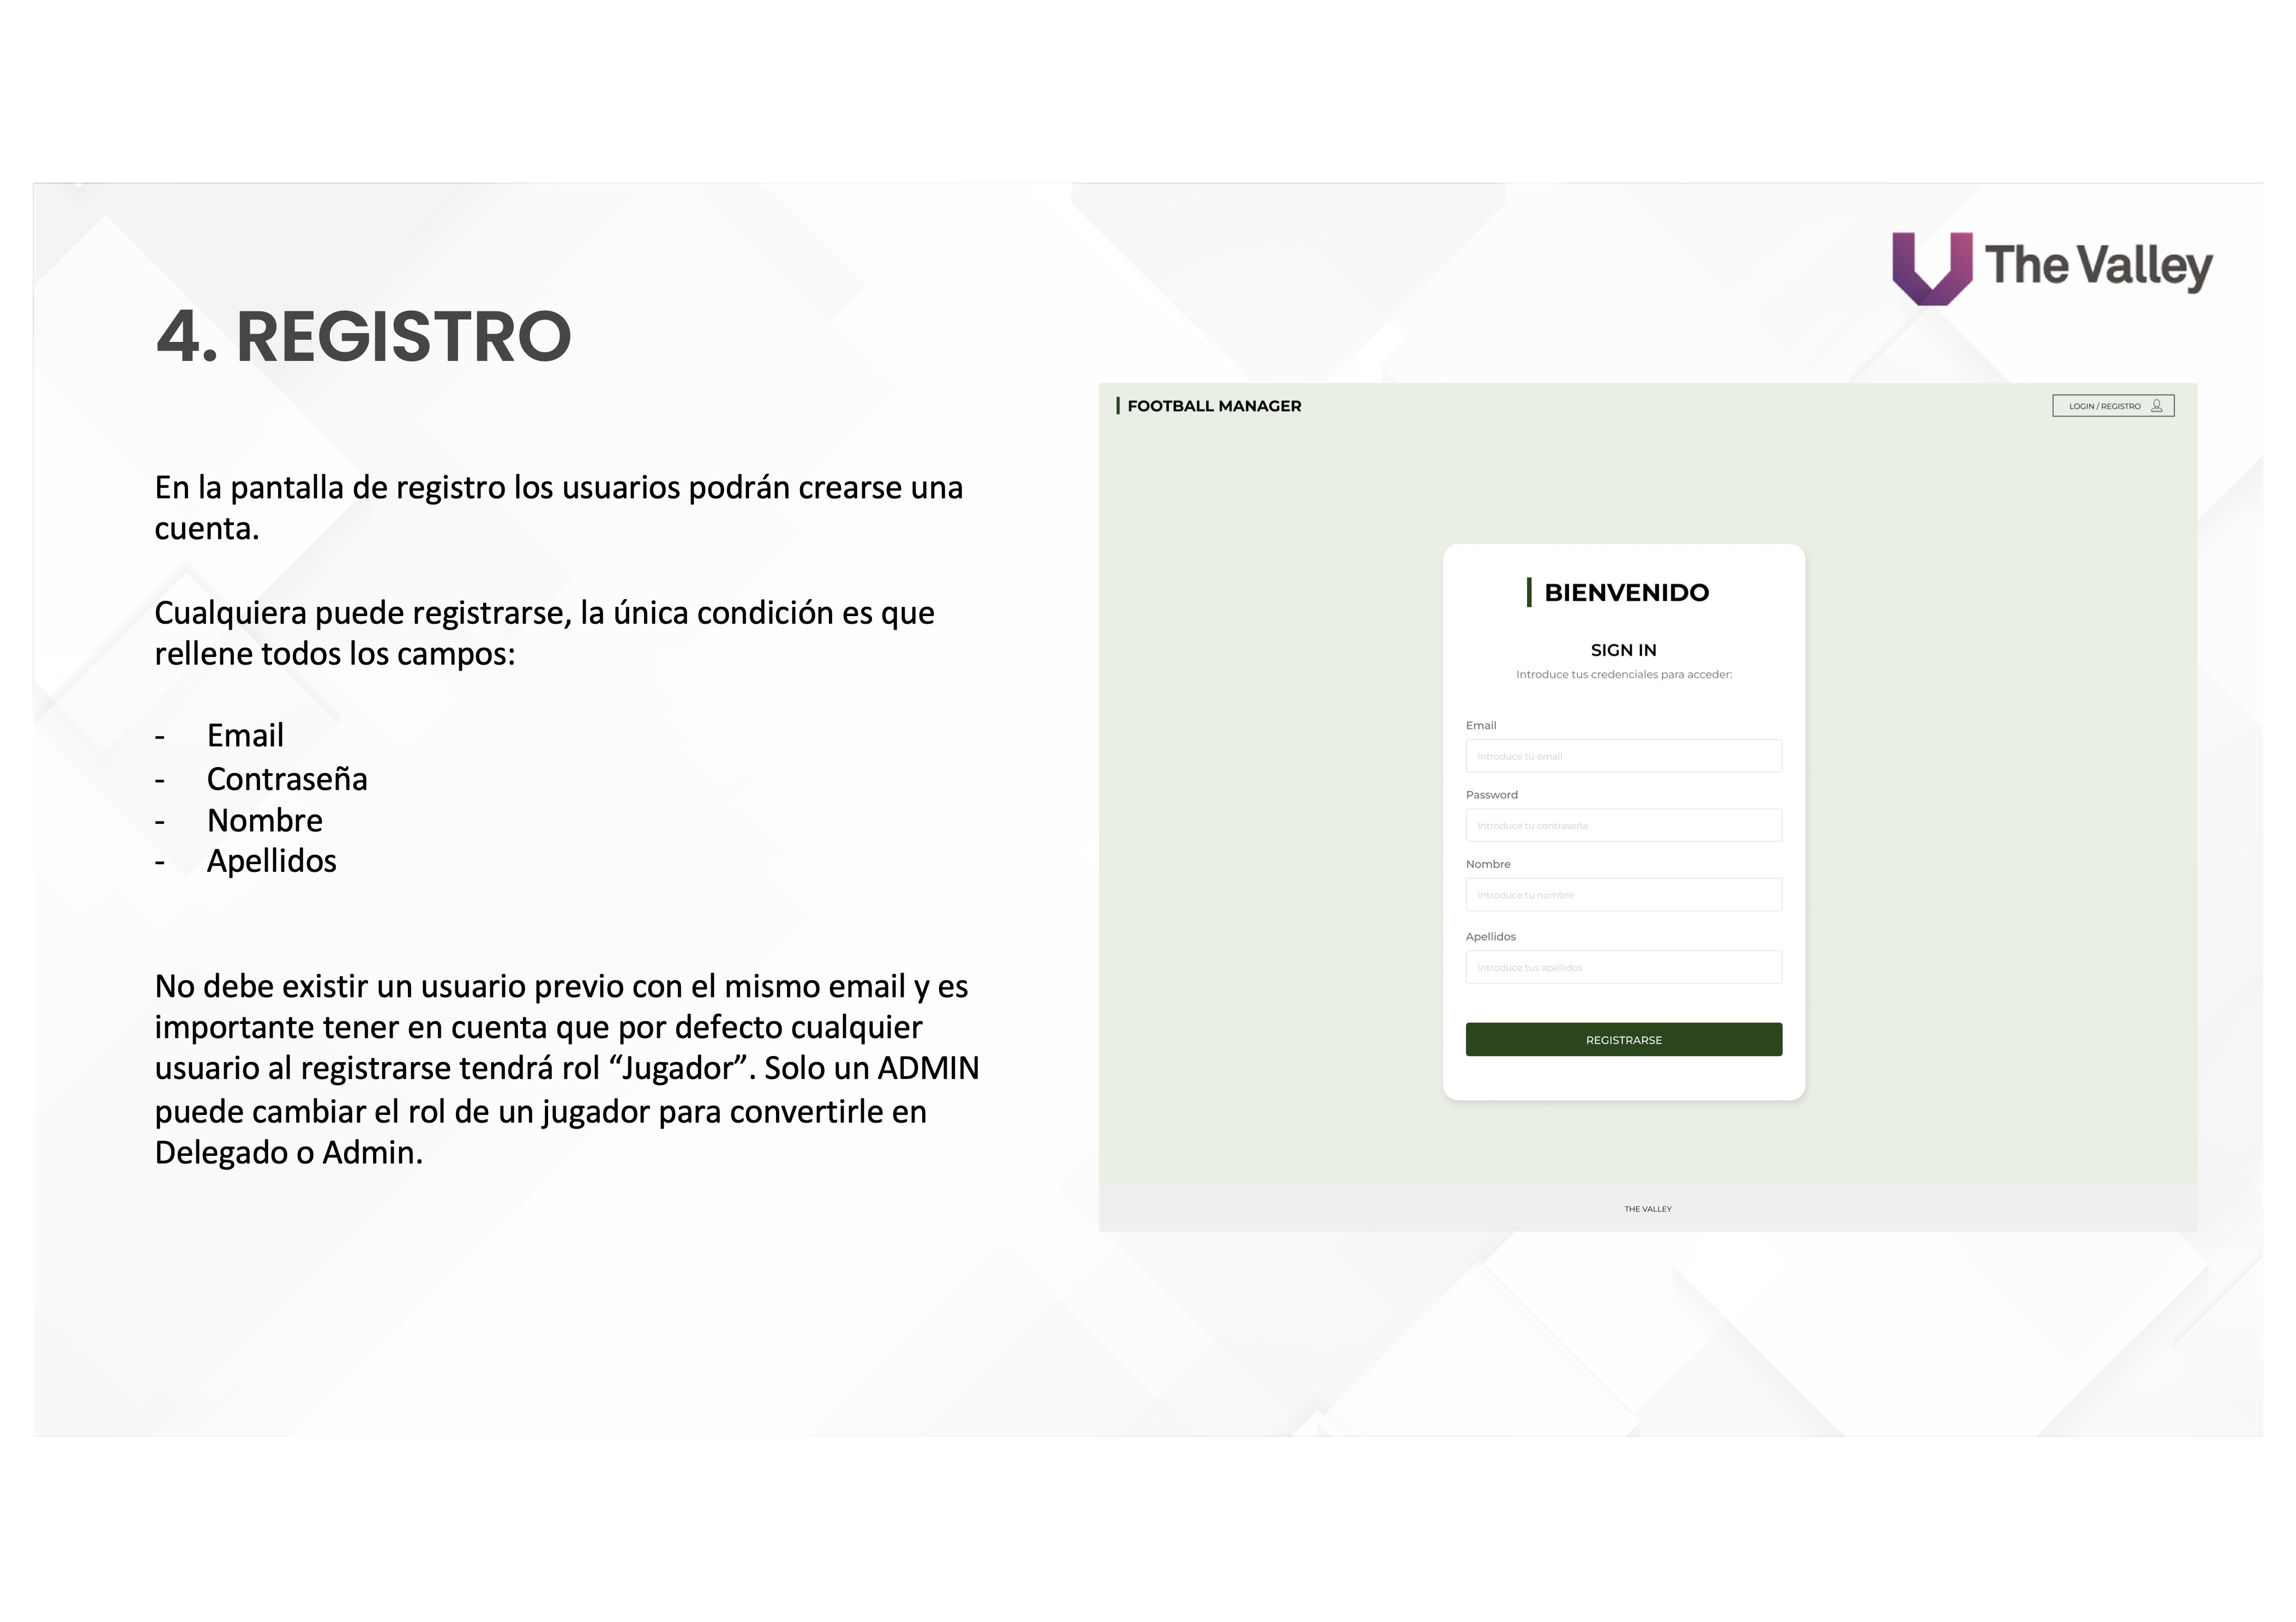 The Valley
4. REGISTRO
En la pantalla de registro los usuarios podrán crearse una
cuenta.
Cualquiera puede registrarse, la única condición es que
rellene todos los campos:
- Email
- Contraseña
- Nombre
- Apellidos
No debe existir un usuario previo con el mismo email y es
importante tener en cuenta que por defecto cualquier
usuario al registrarse tendrá rol “Jugador”. Solo un ADMIN
puede cambiar el rol de un jugador para convertirle en
Delegado o Admin.
FOOTBALL MANAGER
LOGIN / REGISTRO
BIENVENIDO
SIGN IN
Introduce tus credenciales para acceder:
Email
Introduce tu email
Password
Introduce tu contraseña
Nombre
Introduce tu nombre
Apellidos
Introduce tus apellidos
REGISTRARSE
THE VALLEY